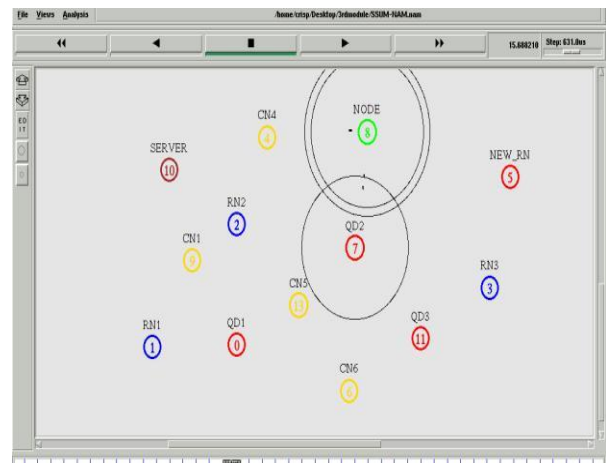 File Views Analysis /home/crisp/Desktop/3rdmodule/SSUM-NAM.nam
15.688210 Step: 631.0us
ED
IT
NODE
8
CN4
4
SERVER
10
NEW_RN
5
RN2
2
QD2
7
CN1
9
RN3
3
CN5
13
QD3
11
QD1
0
RN1
1
CN6
6